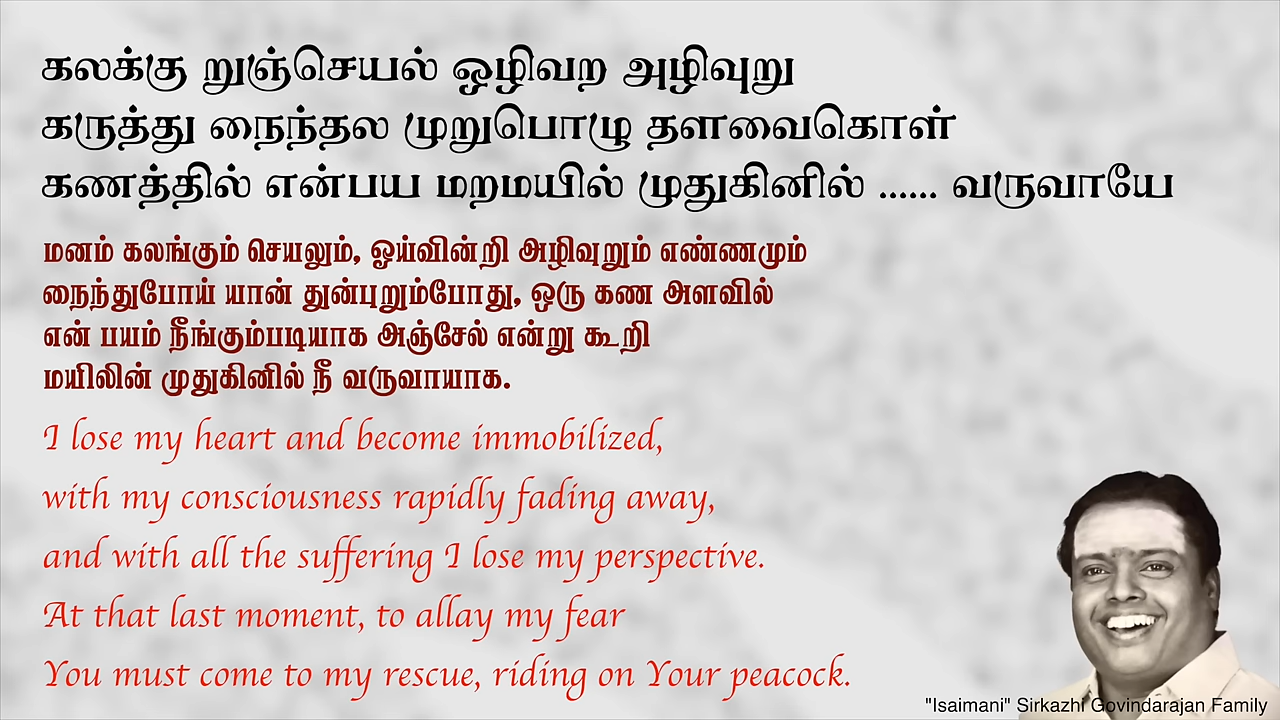 கலக்கு றுஞ்செயல் ஒழிவற அழிவுறு
கருத்து நைந்தல முறுபொழு தளவைகொள்
கணத்தில் என்பய மறமயில் முதுகினில் ...... வருவாயே
மனம் கலங்கும் செயலும், ஓய்வின்றி அழிவுறும் எண்ணமும்
நைந்துபோய் யான் துன்புறும்போது, ஒரு கண அளவில்
என் பயம் நீங்கும்படியாக அஞ்சேல் என்று கூறி
மயிலின் முதுகினில் நீ வருவாயாக.
I lose my heart and become immobilized,
with my consciousness rapidly fading away,
and with all the suffering I lose my perspective.
At that last moment, to allay my fear
You must come to my rescue, riding on Your peacock.
"Isaimani" Sirkazhi Govindarajan Family